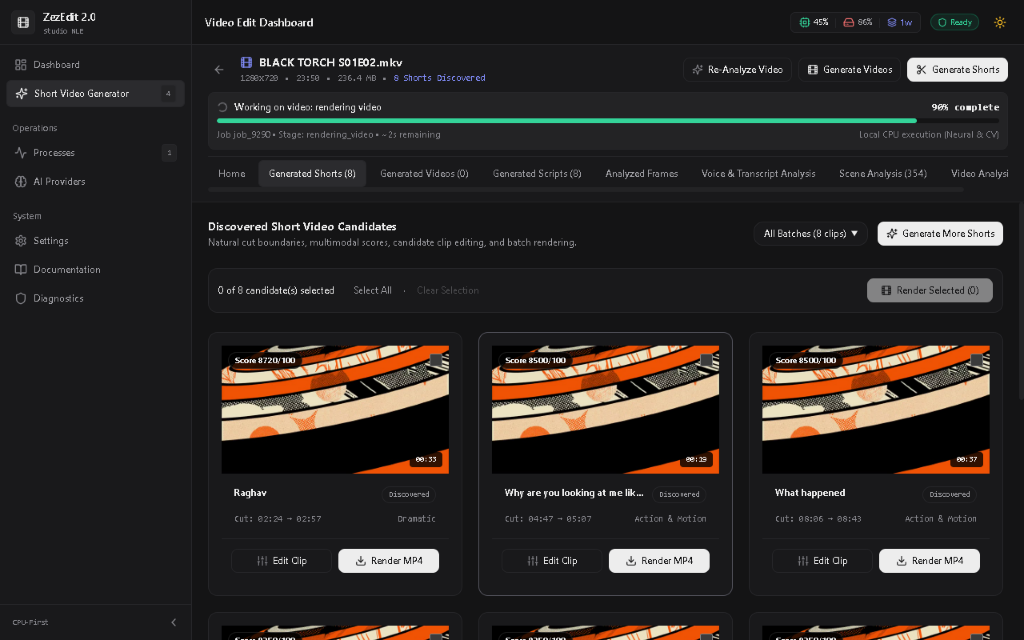 ZezEdit 2.0
Studio NLE
Dashboard
Short Video Generator 4
Operations
Processes 1
AI Providers
System
Settings
Documentation
Diagnostics
CPU-First
Video Edit Dashboard
45% 86% 1w Ready
BLACK TORCH S01E02.mkv
1280x720 • 23:50 • 236.4 MB • 8 Shorts Discovered
Re-Analyze Video Generate Videos Generate Shorts
Working on video: rendering video 90% complete
Job job_9290 • Stage: rendering_video • ~2s remaining Local CPU execution (Neural & CV)
Home Generated Shorts (8) Generated Videos (0) Generated Scripts (8) Analyzed Frames Voice & Transcript Analysis Scene Analysis (354) Video Analysi
Discovered Short Video Candidates
Natural cut boundaries, multimodal scores, candidate clip editing, and batch rendering.
All Batches (8 clips) ▼ Generate More Shorts
0 of 8 candidate(s) selected Select All · Clear Selection Render Selected (0)
Score 8720/100
00:33
Raghav Discovered
Cut: 02:24 → 02:57 Dramatic
Edit Clip Render MP4
Score 8500/100
00:19
Why are you looking at me lik... Discovered
Cut: 04:47 → 05:07 Action & Motion
Edit Clip Render MP4
Score 8500/100
00:37
What happened Discovered
Cut: 08:06 → 08:43 Action & Motion
Edit Clip Render MP4